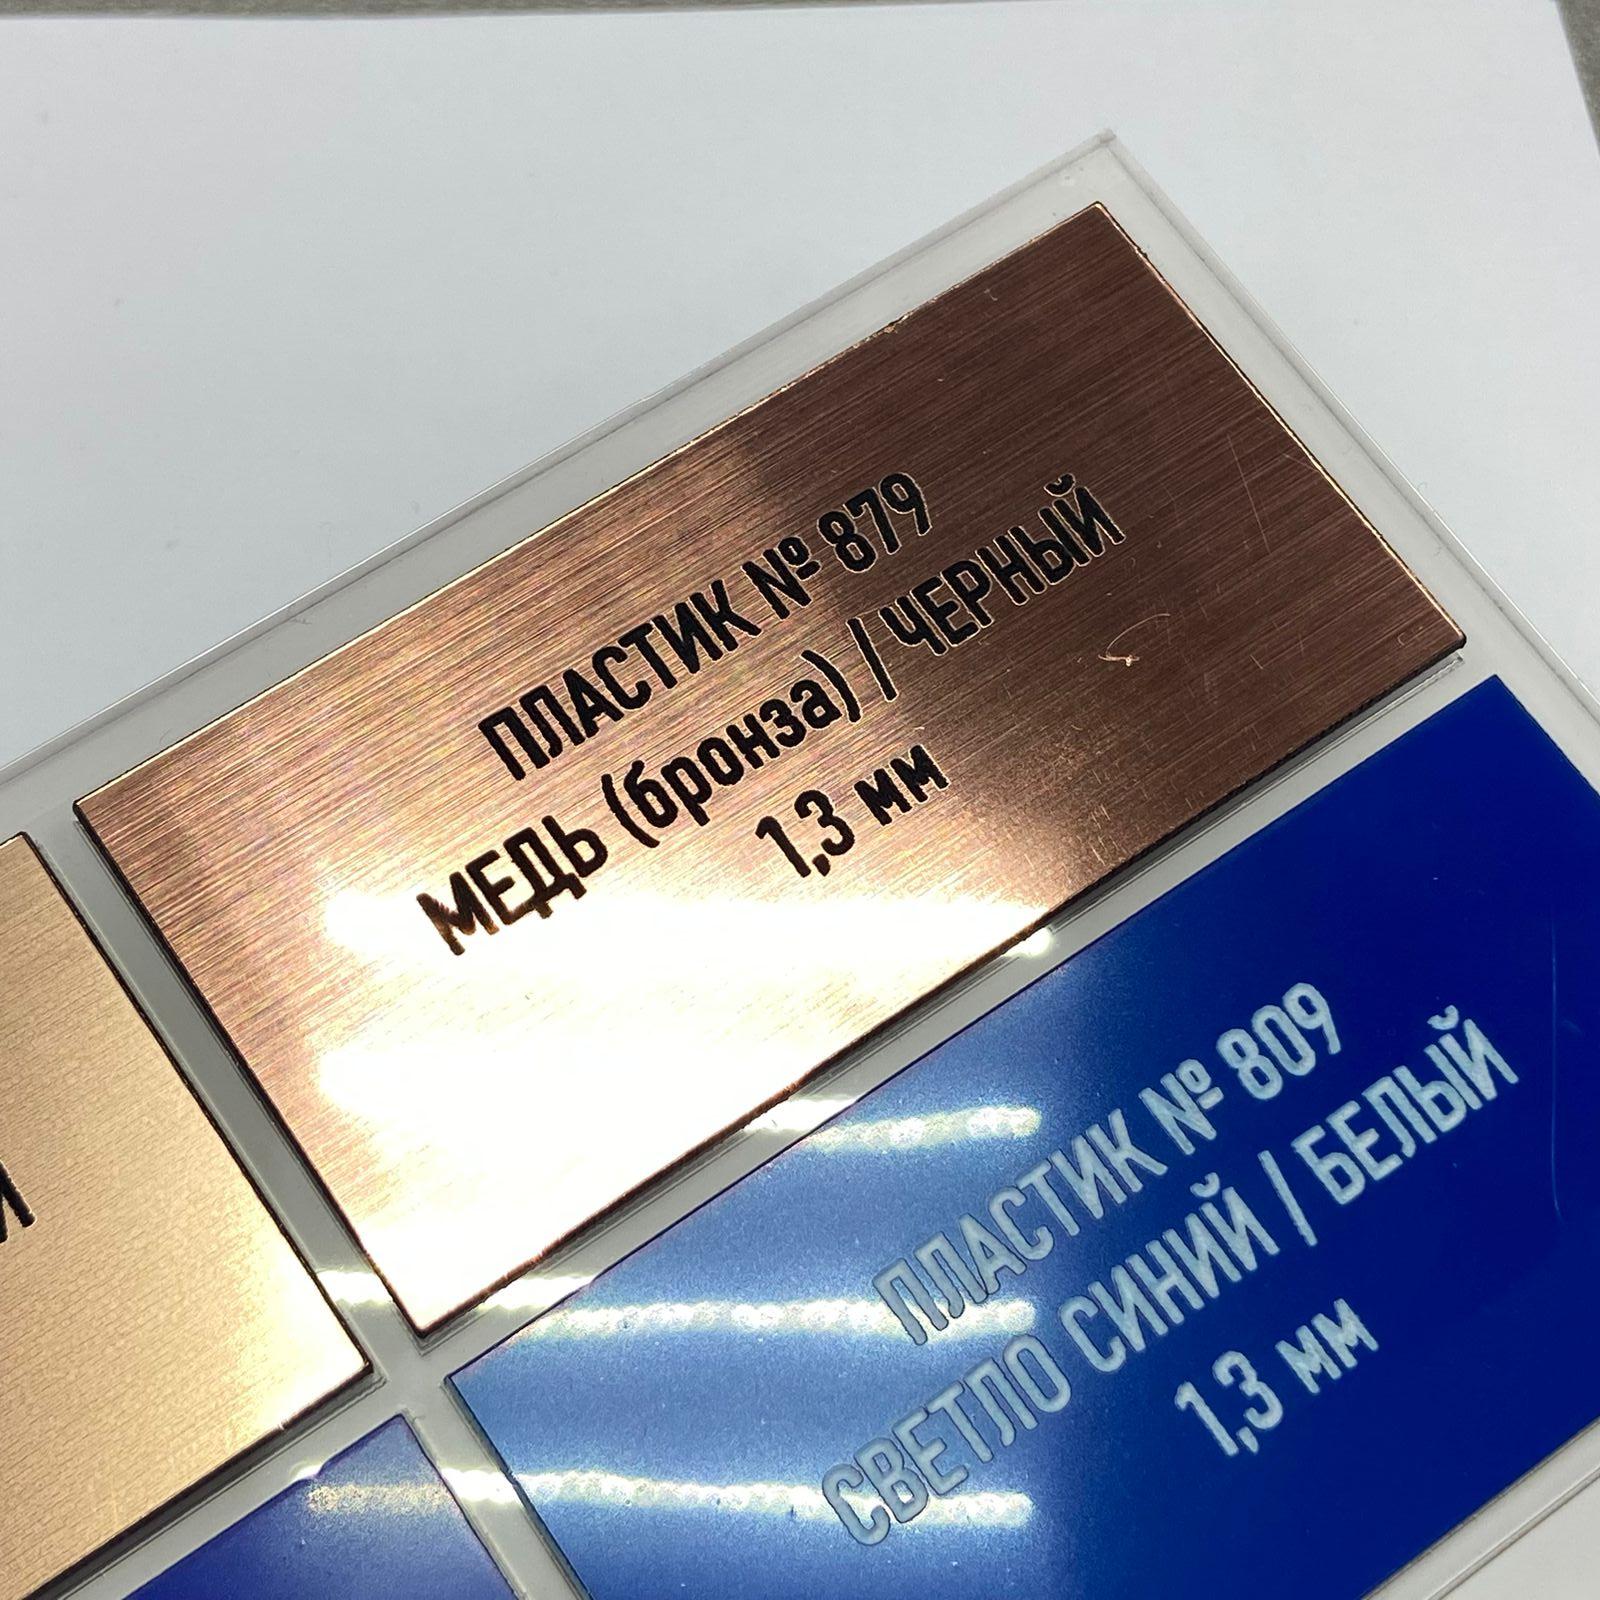 ПЛАСТИК № 879
МЕДЬ (бронза) / ЧЕРНЫЙ
1,3 мм
ПЛАСТИК № 809
СВЕТЛО СИНИЙ / БЕЛЫЙ
1,3 мм